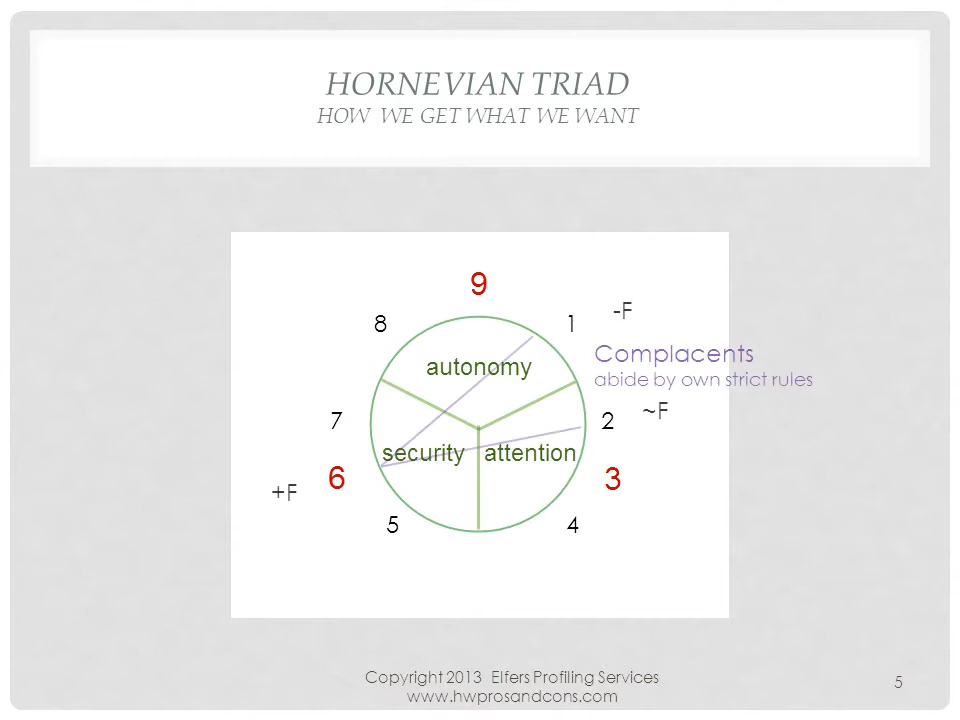 HORNEVIAN TRIAD
HOW WE GET WHAT WE WANT
9
-F
8
1
Complacents
autonomy
abide by own strict rules
~F
7
2
security
attention
6
3
+F
5
4
Copyright 2013 Elfers Profiling Services
www.hwprosandcons.com
5